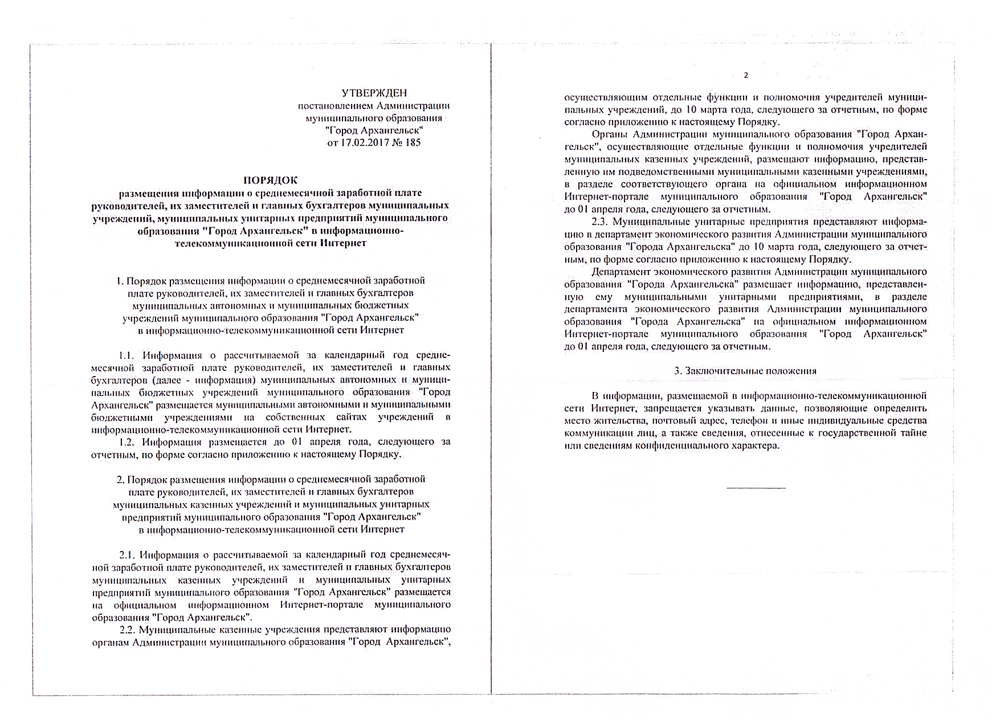 УТВЕРЖДЕН
постановлением Администрации
муниципального образования
"Город Архангельск"
от 17.02.2017 № 185
ПОРЯДОК
размещения информации о среднемесячной заработной плате
руководителей, их заместителей и главных бухгалтеров муниципальных
учреждений, муниципальных унитарных предприятий муниципального
образования "Город Архангельск" в информационно-
телекоммуникационной сети Интернет
1. Порядок размещения информации о среднемесячной заработной
плате руководителей, их заместителей и главных бухгалтеров
муниципальных автономных и муниципальных бюджетных
учреждений муниципального образования "Город Архангельск"
в информационно-телекоммуникационной сети Интернет
1.1. Информация о рассчитываемой за календарный год средне-
месячной заработной плате руководителей, их заместителей и главных
бухгалтеров (далее - информация) муниципальных автономных и муници-
пальных бюджетных учреждений муниципального образования "Город
Архангельск" размещается муниципальными автономными и муниципальными
бюджетными учреждениями на собственных сайтах учреждений в
информационно-телекоммуникационной сети Интернет.
1.2. Информация размещается до 01 апреля года, следующего за
отчетным, по форме согласно приложению к настоящему Порядку.
2. Порядок размещения информации о среднемесячной заработной
плате руководителей, их заместителей и главных бухгалтеров
муниципальных казенных учреждений и муниципальных унитарных
предприятий муниципального образования "Город Архангельск"
в информационно-телекоммуникационной сети Интернет
2.1. Информация о рассчитываемой за календарный год среднемесяч-
ной заработной плате руководителей, их заместителей и главных бухгалтеров
муниципальных казенных учреждений и муниципальных унитарных
предприятий муниципального образования "Город Архангельск" размещается
на официальном информационном Интернет-портале муниципального
образования "Город Архангельск".
2.2. Муниципальные казенные учреждения представляют информацию
органам Администрации муниципального образования "Город Архангельск",
2
осуществляющим отдельные функции и полномочия учредителей муници-
пальных учреждений, до 10 марта года, следующего за отчетным, по форме
согласно приложению к настоящему Порядку.
Органы Администрации муниципального образования "Город Архан-
гельск", осуществляющие отдельные функции и полномочия учредителей
муниципальных казенных учреждений, размещают информацию, представ-
ленную им подведомственными муниципальными казенными учреждениями,
в разделе соответствующего органа на официальном информационном
Интернет-портале муниципального образования "Город Архангельск"
до 01 апреля года, следующего за отчетным.
2.3. Муниципальные унитарные предприятия представляют информа-
цию в департамент экономического развития Администрации муниципального
образования "Города Архангельска" до 10 марта года, следующего за отчет-
ным, по форме согласно приложению к настоящему Порядку.
Департамент экономического развития Администрации муниципального
образования "Города Архангельска" размещает информацию, представлен-
ную ему муниципальными унитарными предприятиями, в разделе
департамента экономического развития Администрации муниципального
образования "Города Архангельска" на официальном информационном
Интернет-портале муниципального образования "Город Архангельск"
до 01 апреля года, следующего за отчетным.
3. Заключительные положения
В информации, размещаемой в информационно-телекоммуникационной
сети Интернет, запрещается указывать данные, позволяющие определить
место жительства, почтовый адрес, телефон и иные индивидуальные средства
коммуникации лиц, а также сведения, отнесенные к государственной тайне
или сведениям конфиденциального характера.